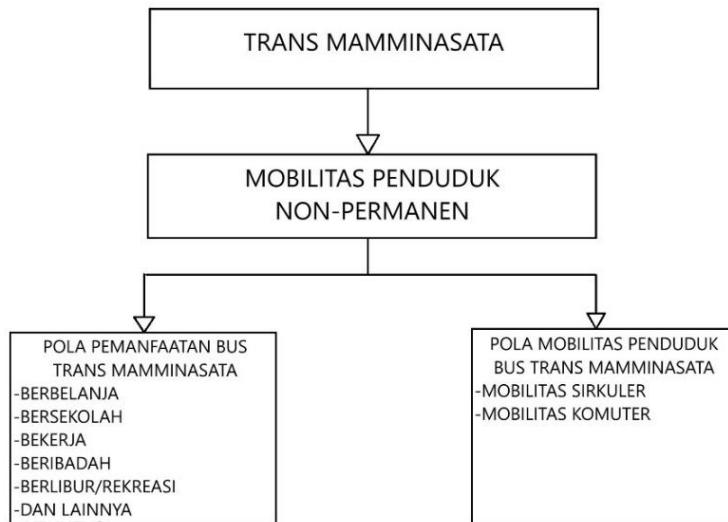 TRANS MAMMINASATA
MOBILITAS PENDUDUK
NON-PERMANEN
POLA PEMANFAATAN BUS
TRANS MAMMINASATA
-BERBELANJA
-BERSEKOLAH
-BEKERJA
-BERIBADAH
-BERLIBUR/REKREASI
-DAN LAINNYA
POLA MOBILITAS PENDUDUK
BUS TRANS MAMMINASATA
-MOBILITAS SIRKULER
-MOBILITAS KOMUTER